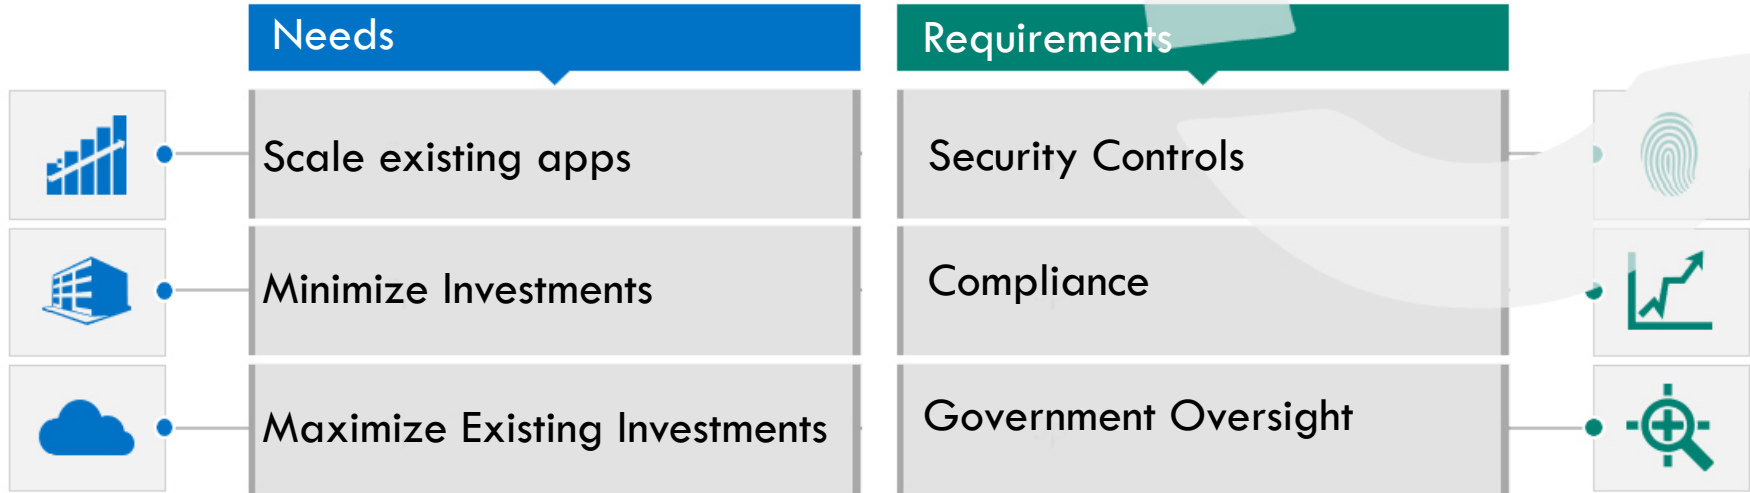 Needs
Scale existing apps
Minimize Investments
Maximize Existing Investments
Requirements
Security Controls
Compliance
Government Oversight